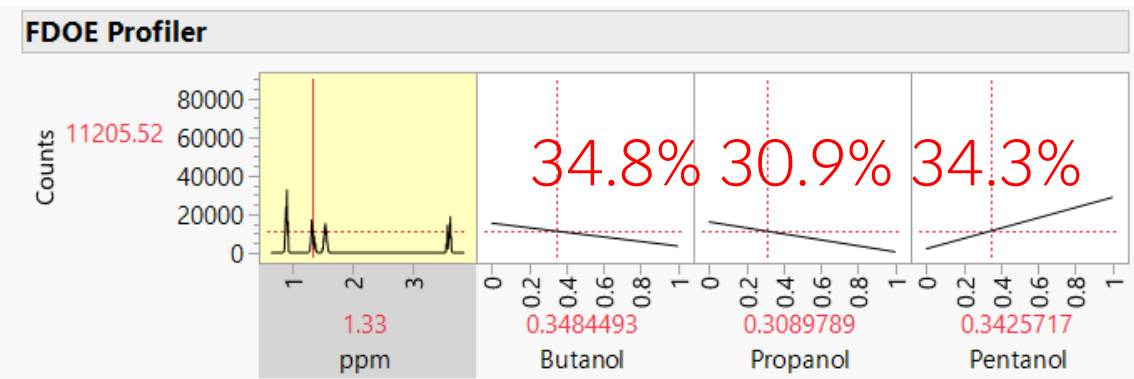 FDOE Profiler
Counts
11205.52
80000
60000
40000
20000
0
34.8% 30.9% 34.3%
1 2 3
0 0.2 0.4 0.6 0.8 1
0 0.2 0.4 0.6 0.8 1
0 0.2 0.4 0.6 0.8 1
1.33 0.3484493 0.3089789 0.3425717
ppm Butanol Propanol Pentanol